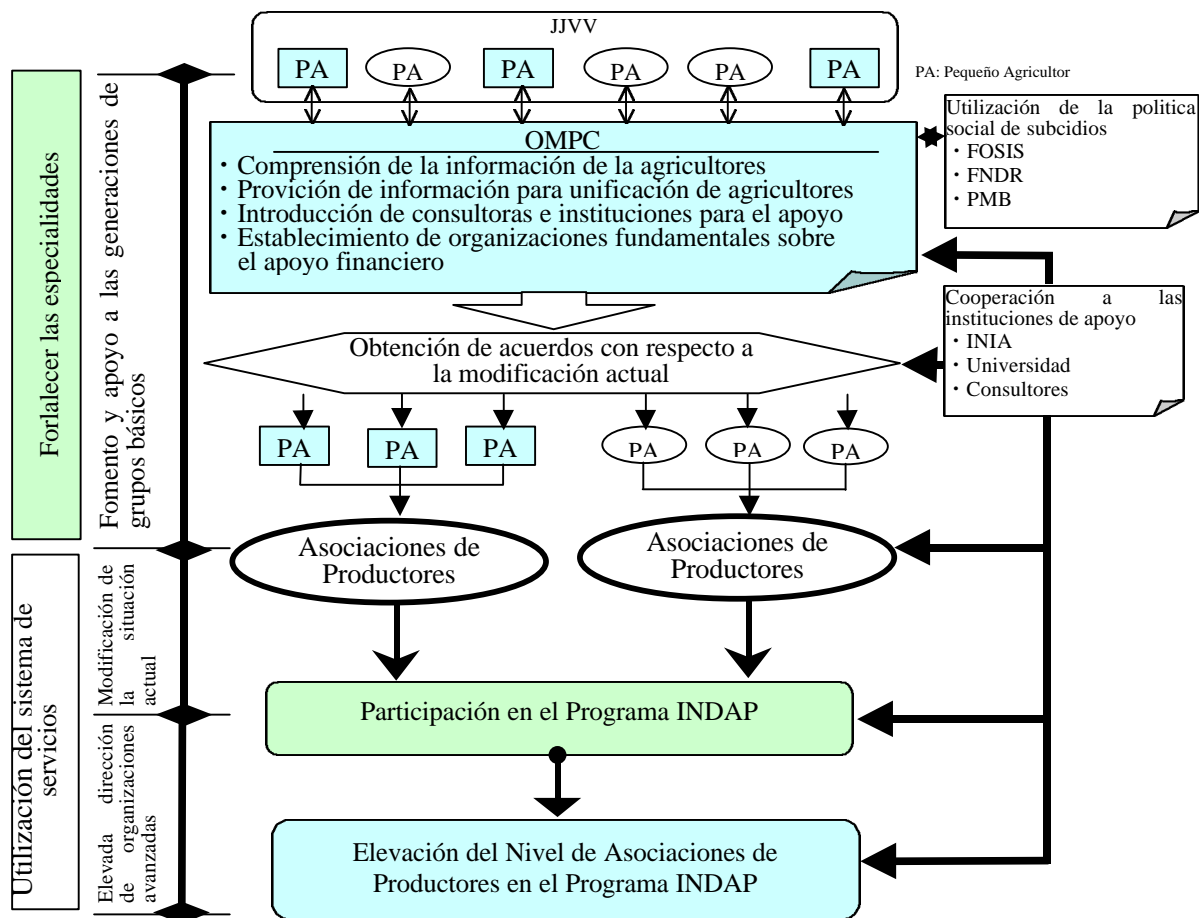 JJVV
PA
PA
PA
PA
PA
PA
PA: Pequeño Agricultor
OMPC
・Comprensión de la información de la agricultores
・Provición de información para unificación de agricultores
・Introducción de consultoras e instituciones para el apoyo
・Establecimiento de organizaciones fundamentales sobre
el apoyo financiero
Utilización de la politica
social de subcidios
・FOSIS
・FNDR
・PMB
Cooperación a las
instituciones de apoyo
・INIA
・Universidad
・Consultores
Obtención de acuerdos con respecto a
la modificación actual
PA
PA
PA
PA
PA
PA
Asociaciones de
Productores
Asociaciones de
Productores
Participación en el Programa INDAP
Elevación del Nivel de Asociaciones de
Productores en el Programa INDAP
Forlalecer las especialidades
Fomento y apoyo a las generaciones de
grupos básicos
Utilización del sistema de
servicios
Modificación de
la situación
actual
Elevada dirección
de organizaciones
avanzadas